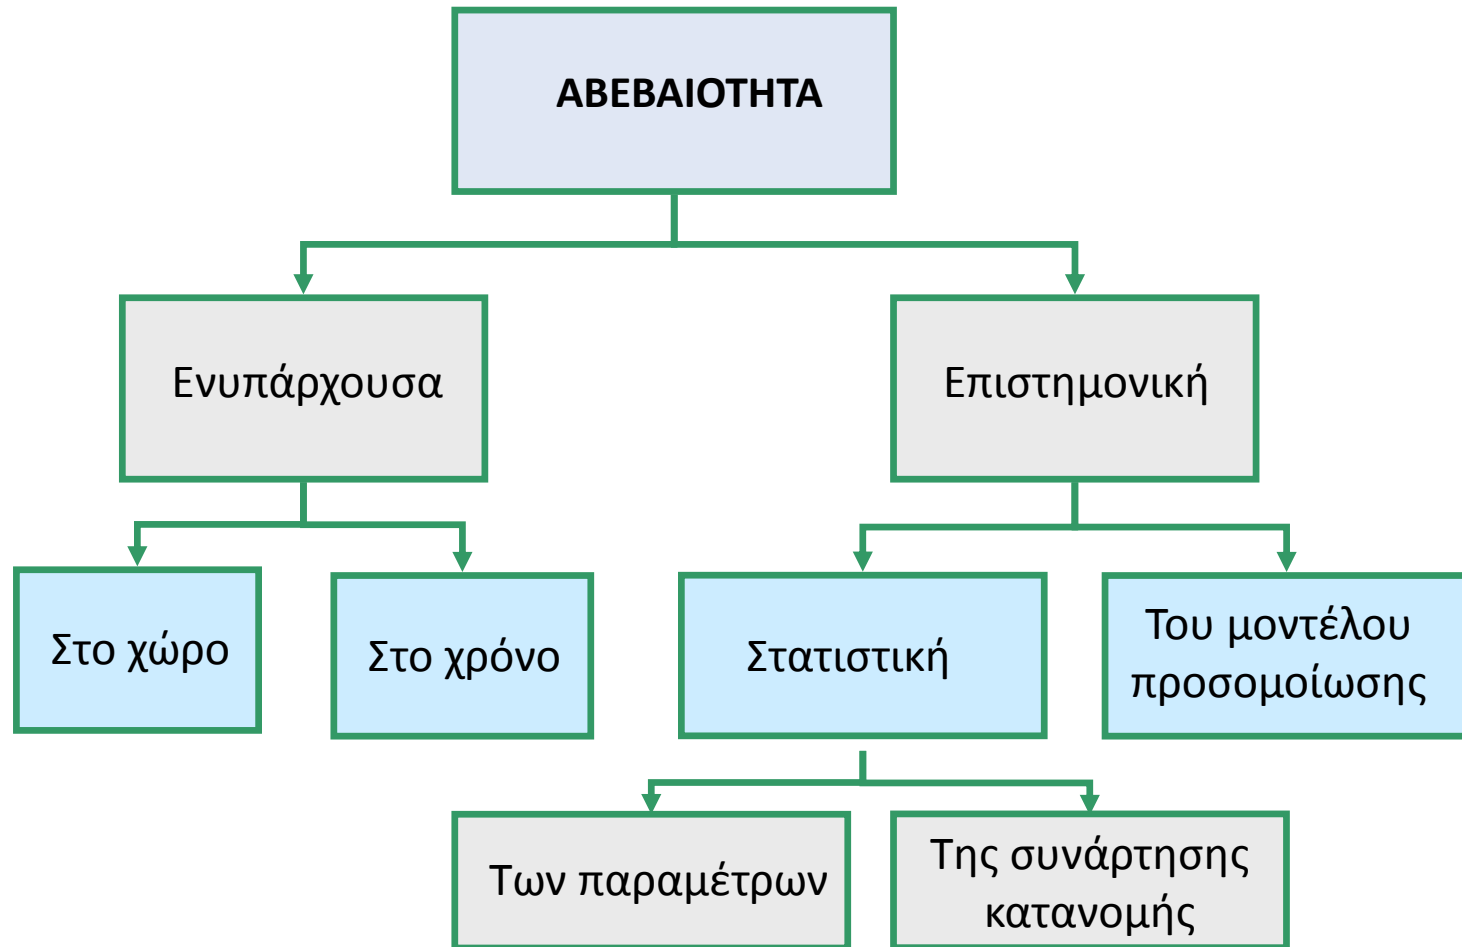 ΑΒΕΒΑΙΟΤΗΤΑ
Ενυπάρχουσα
Επιστημονική
Στο χώρο
Στο χρόνο
Στατιστική
Του μοντέλου
προσομοίωσης
Των παραμέτρων
Της συνάρτησης
κατανομής